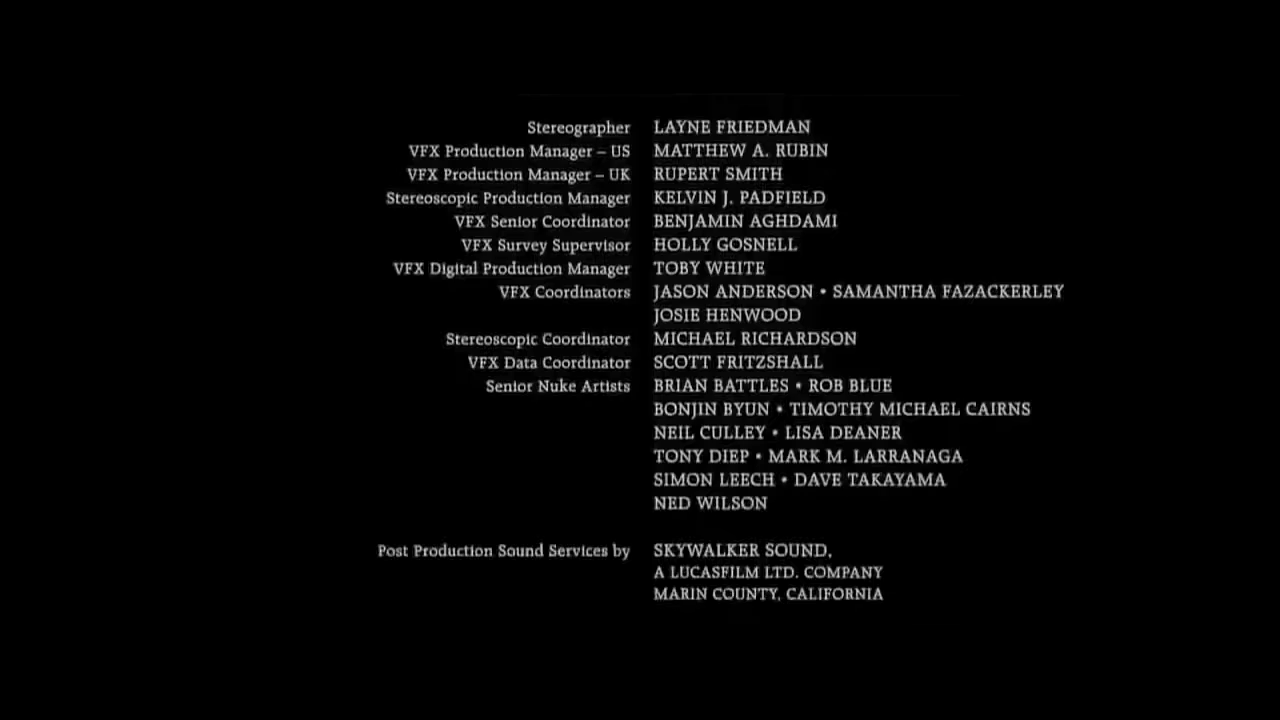 Stereographer LAYNE FRIEDMAN
VFX Production Manager – US MATTHEW A. RUBIN
VFX Production Manager – UK RUPERT SMITH
Stereoscopic Production Manager KELVIN J. PADFIELD
VFX Senior Coordinator BENJAMIN AGHDAMI
VFX Survey Supervisor HOLLY GOSNELL
VFX Digital Production Manager TOBY WHITE
VFX Coordinators JASON ANDERSON • SAMANTHA FAZACKERLEY
JOSIE HENWOOD
Stereoscopic Coordinator MICHAEL RICHARDSON
VFX Data Coordinator SCOTT FRITZSHALL
Senior Nuke Artists BRIAN BATTLES • ROB BLUE
BONJIN BYUN • TIMOTHY MICHAEL CAIRNS
NEIL CULLEY • LISA DEANER
TONY DIEP • MARK M. LARRANAGA
SIMON LEECH • DAVE TAKAYAMA
NED WILSON
Post Production Sound Services by SKYWALKER SOUND,
A LUCASFILM LTD. COMPANY
MARIN COUNTY, CALIFORNIA